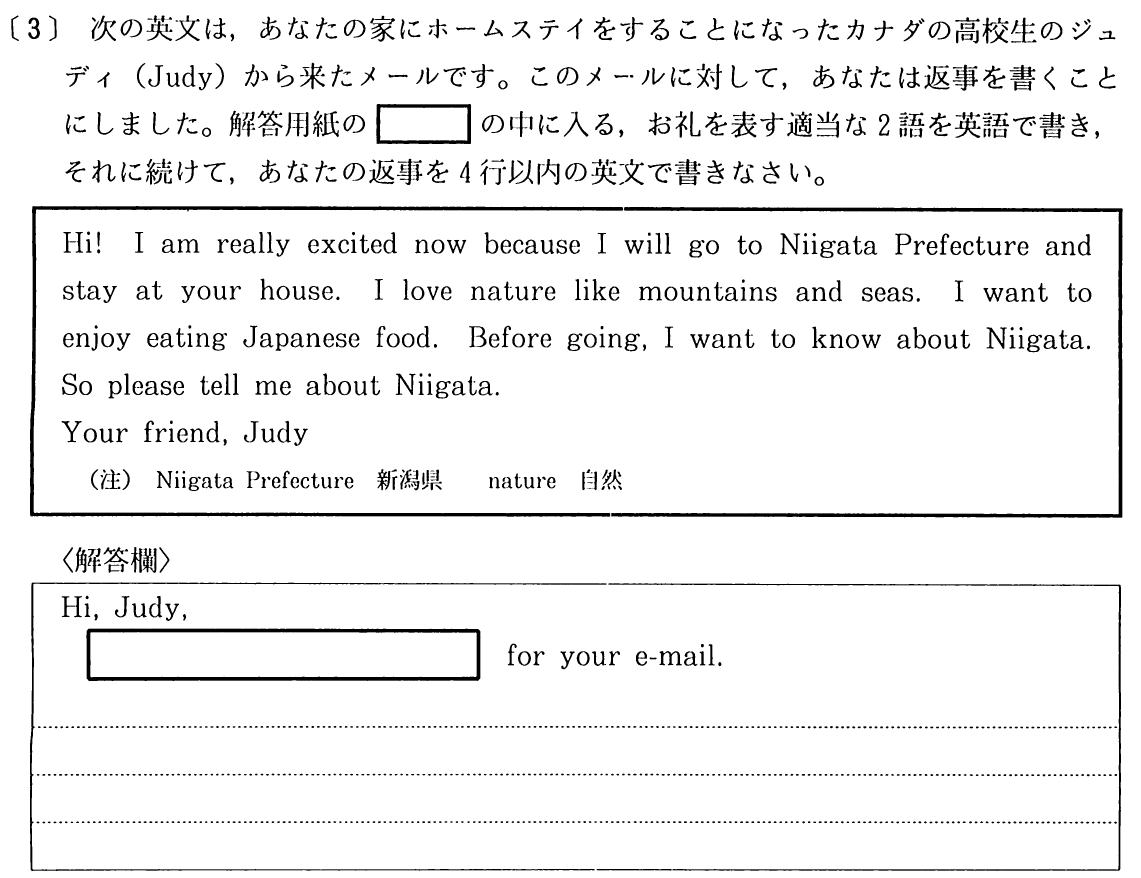 〔3〕 次の英文は，あなたの家にホームステイをすることになったカナダの高校生のジュ
ディ（Judy）から来たメールです。このメールに対して，あなたは返事を書くこと
にしました。解答用紙の の中に入る，お礼を表す適当な2語を英語で書き，
それに続けて，あなたの返事を4行以内の英文で書きなさい。
Hi! I am really excited now because I will go to Niigata Prefecture and
stay at your house. I love nature like mountains and seas. I want to
enjoy eating Japanese food. Before going, I want to know about Niigata.
So please tell me about Niigata.
Your friend, Judy
（注） Niigata Prefecture 新潟県 nature 自然
〈解答欄〉
Hi, Judy,
for your e-mail.